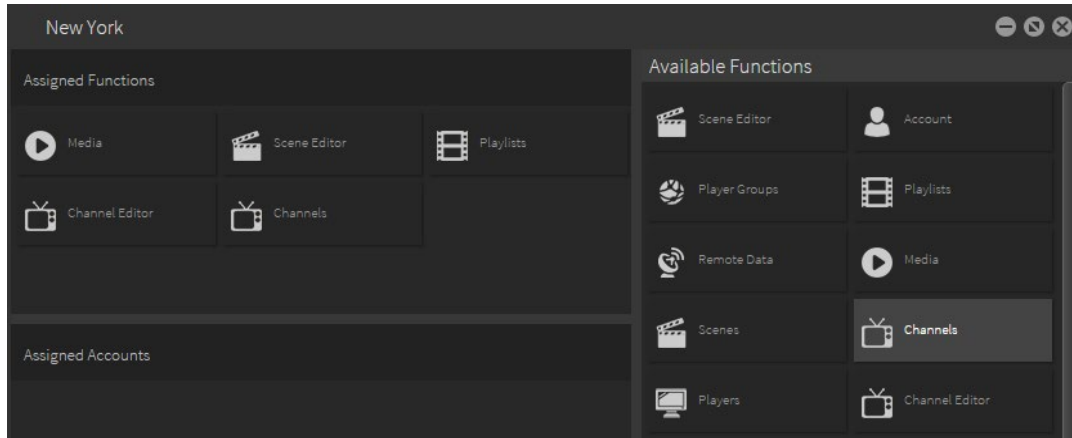 New York
Assigned Functions
Media
Scene Editor
Playlists
Channel Editor
Channels
Assigned Accounts
Available Functions
Scene Editor
Account
Player Groups
Playlists
Remote Data
Media
Scenes
Channels
Players
Channel Editor